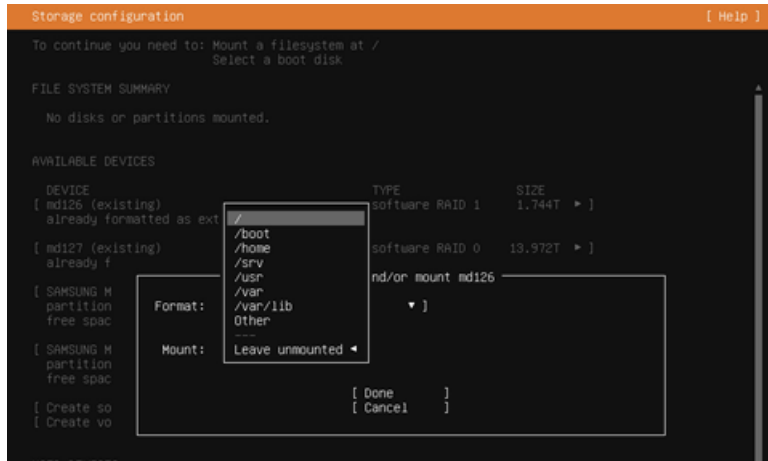 Storage configuration [ Help ]
To continue you need to: Mount a filesystem at /
Select a boot disk
FILE SYSTEM SUMMARY
No disks or partitions mounted.
AVAILABLE DEVICES
DEVICE TYPE SIZE
[ md126 (existing) software RAID 1 1.744T ▸ ]
already formatted as ext
[ md127 (existing) software RAID 0 13.972T ▸ ]
already f
nd/or mount md126
[ SAMSUNG M
partition
free spac
[ SAMSUNG M
partition
free spac
[ Create so
[ Create vo
Format: ▾ ]
Mount:
/
/boot
/home
/srv
/usr
/var
/var/lib
Other
---
Leave unmounted ◂
[ Done ]
[ Cancel ]